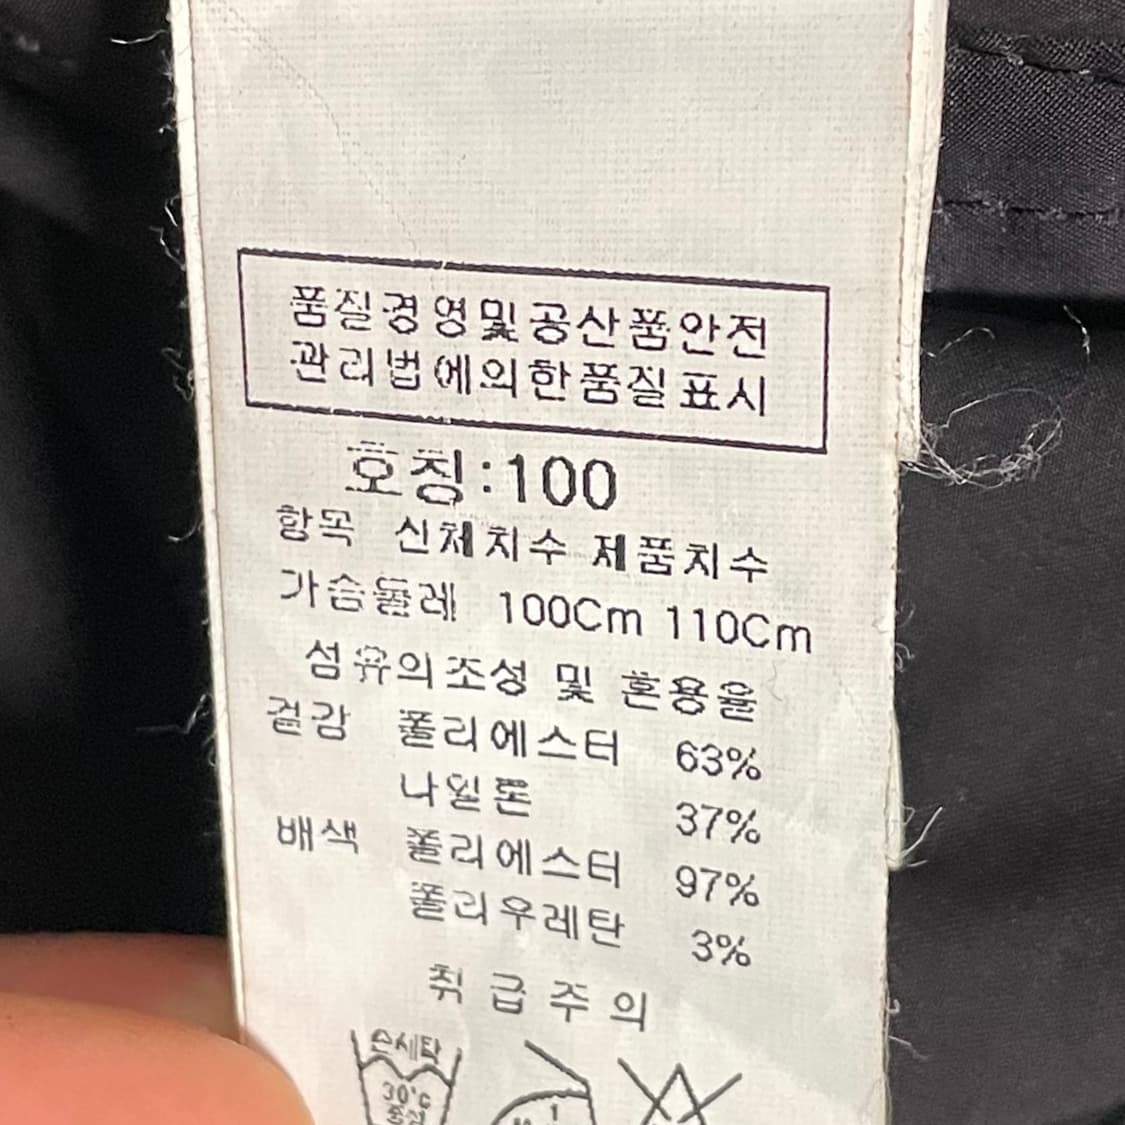 품질경영및공산품안전
관리법에의한품질표시
호칭:100
항목 신체치수 제품치수
가슴둘레 100Cm 110Cm
섬유의조성 및 혼용율
겉감 폴리에스터 63%
나일론 37%
배색 폴리에스터 97%
폴리우레탄 3%
취급주의
손세탁
30°c
중성